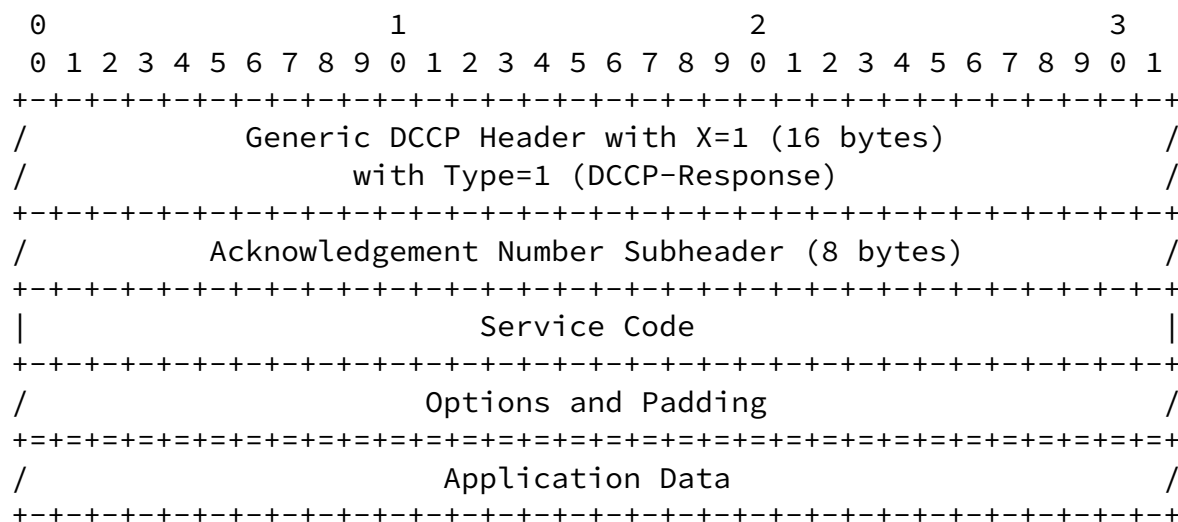 0                   1                   2                   3
 0 1 2 3 4 5 6 7 8 9 0 1 2 3 4 5 6 7 8 9 0 1 2 3 4 5 6 7 8 9 0 1
+-+-+-+-+-+-+-+-+-+-+-+-+-+-+-+-+-+-+-+-+-+-+-+-+-+-+-+-+-+-+-+-+
/            Generic DCCP Header with X=1 (16 bytes)            /
/                  with Type=1 (DCCP-Response)                  /
+-+-+-+-+-+-+-+-+-+-+-+-+-+-+-+-+-+-+-+-+-+-+-+-+-+-+-+-+-+-+-+-+
/          Acknowledgement Number Subheader (8 bytes)           /
+-+-+-+-+-+-+-+-+-+-+-+-+-+-+-+-+-+-+-+-+-+-+-+-+-+-+-+-+-+-+-+-+
|                         Service Code                          |
+-+-+-+-+-+-+-+-+-+-+-+-+-+-+-+-+-+-+-+-+-+-+-+-+-+-+-+-+-+-+-+-+
/                      Options and Padding                      /
+=+=+=+=+=+=+=+=+=+=+=+=+=+=+=+=+=+=+=+=+=+=+=+=+=+=+=+=+=+=+=+=+
/                       Application Data                        /
+-+-+-+-+-+-+-+-+-+-+-+-+-+-+-+-+-+-+-+-+-+-+-+-+-+-+-+-+-+-+-+-+